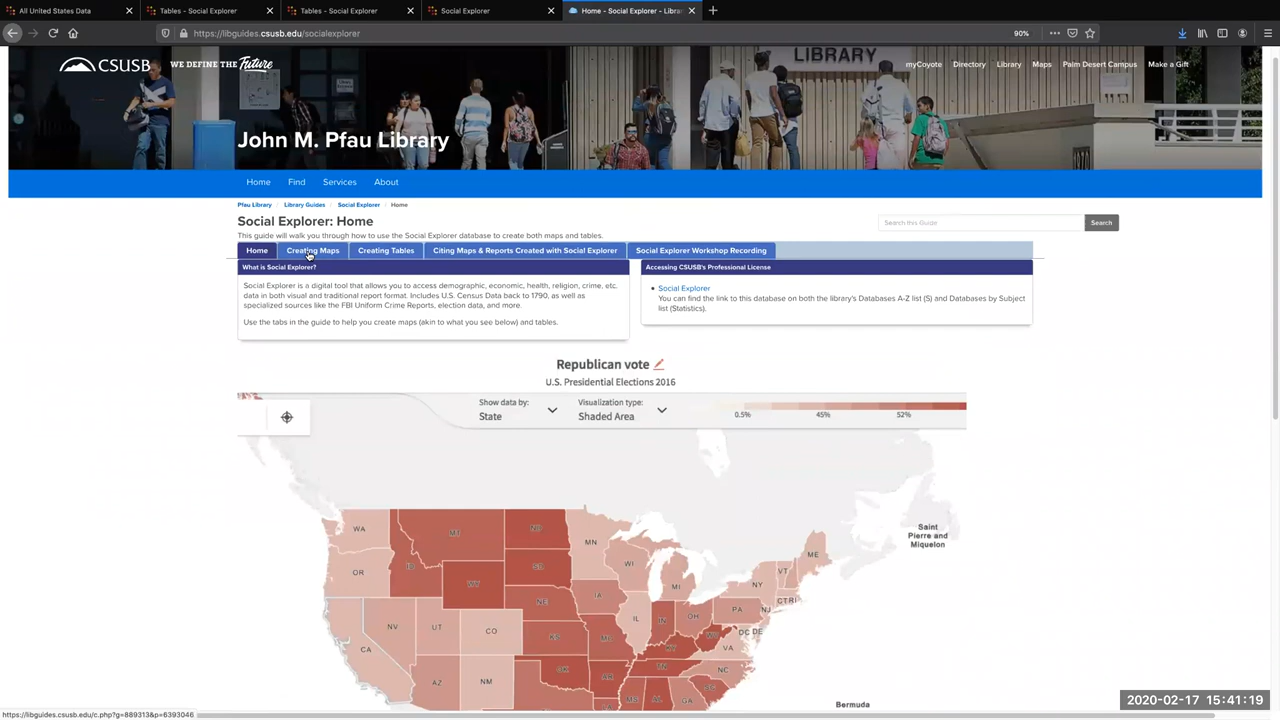 All United States Data
Tables - Social Explorer
Tables - Social Explorer
Social Explorer
Home - Social Explorer - Librar
https://libguides.csusb.edu/socialexplorer
90%
CSUSB
WE DEFINE THE Future
LIBRARY
myCoyote
Directory
Library
Maps
Palm Desert Campus
Make a Gift
John M. Pfau Library
Home
Find
Services
About
Pfau Library / Library Guides / Social Explorer / Home
Social Explorer: Home
Search this Guide
Search
This guide will walk you through how to use the Social Explorer database to create both maps and tables.
Home
Creating Maps
Creating Tables
Citing Maps & Reports Created with Social Explorer
Social Explorer Workshop Recording
What is Social Explorer?
Social Explorer is a digital tool that allows you to access demographic, economic, health, religion, crime, etc.
data in both visual and traditional report format. Includes U.S. Census Data back to 1790, as well as
specialized sources like the FBI Uniform Crime Reports, election data, and more.
Use the tabs in the guide to help you create maps (akin to what you see below) and tables.
Accessing CSUSB's Professional License
Social Explorer
You can find the link to this database on both the library's Databases A-Z list (S) and Databases by Subject
list (Statistics).
Republican vote
U.S. Presidential Elections 2016
Show data by:
State
Visualization type:
Shaded Area
0.5%
45%
52%
WA
MT
ND
MN
ME
OR
ID
WY
SD
WI
MI
VT
NY
NE
IA
PA
NJ
CT RI
NV
UT
CO
KS
MO
IL
IN
OH
WV
DC DE
VA
CA
KY
AZ
NM
OK
AR
TN
NC
MS
AL
GA
SC
LA
Saint
Pierre and
Miquelon
Bermuda
https://libguides.csusb.edu/c.php?g=889313&p=6393046
2020-02-17 15:41:19